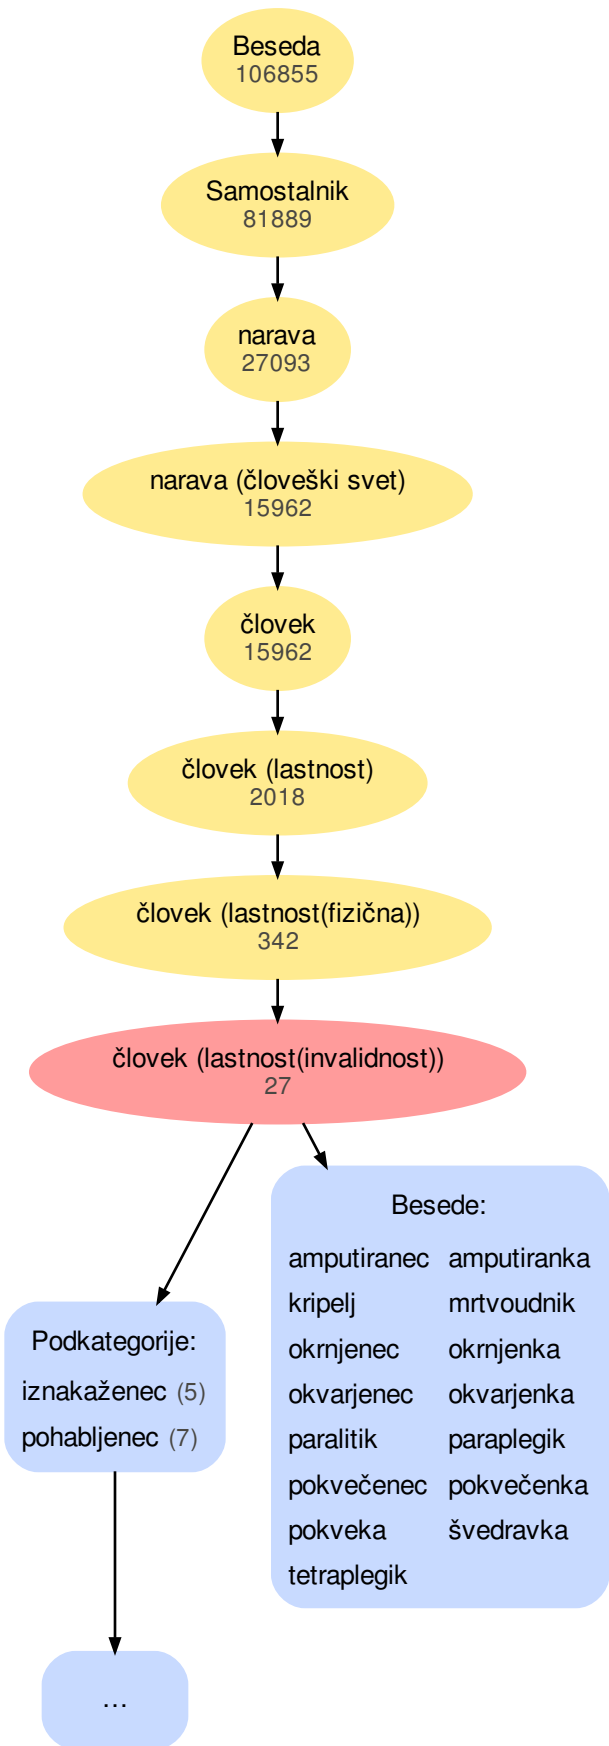 Beseda
106855
Samostalnik
81889
narava
27093
narava (človeški svet)
15962
človek
15962
človek (lastnost)
2018
človek (lastnost(fizična))
342
človek (lastnost(invalidnost))
27
Podkategorije:
iznakaženec (5)
pohabljenec (7)
...
Besede:
amputiranec amputiranka
kripelj mrtvoudnik
okrnjenec okrnjenka
okvarjenec okvarjenka
paralitik paraplegik
pokvečenec pokvečenka
pokveka švedravka
tetraplegik